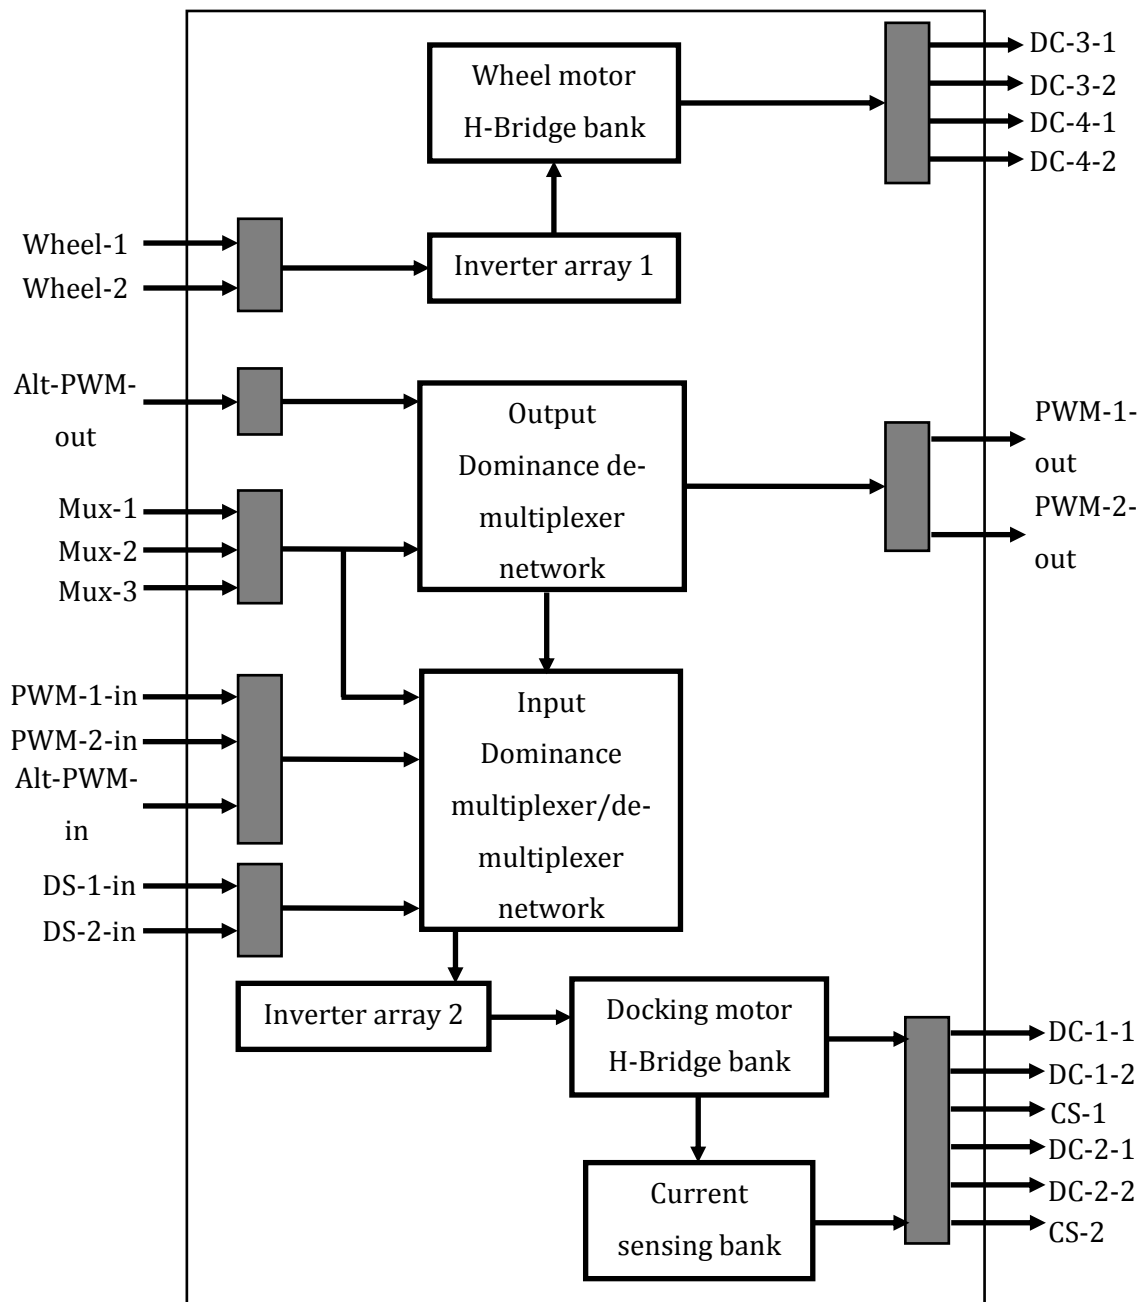 Wheel motor
H-Bridge bank
DC-3-1
DC-3-2
DC-4-1
DC-4-2
Wheel-1
Wheel-2
Inverter array 1
Alt-PWM-
out
Output
Dominance de-
multiplexer
network
PWM-1-
out
PWM-2-
out
Mux-1
Mux-2
Mux-3
PWM-1-in
PWM-2-in
Alt-PWM-
in
DS-1-in
DS-2-in
Input
Dominance
multiplexer/de-
multiplexer
network
Inverter array 2
Docking motor
H-Bridge bank
Current
sensing bank
DC-1-1
DC-1-2
CS-1
DC-2-1
DC-2-2
CS-2